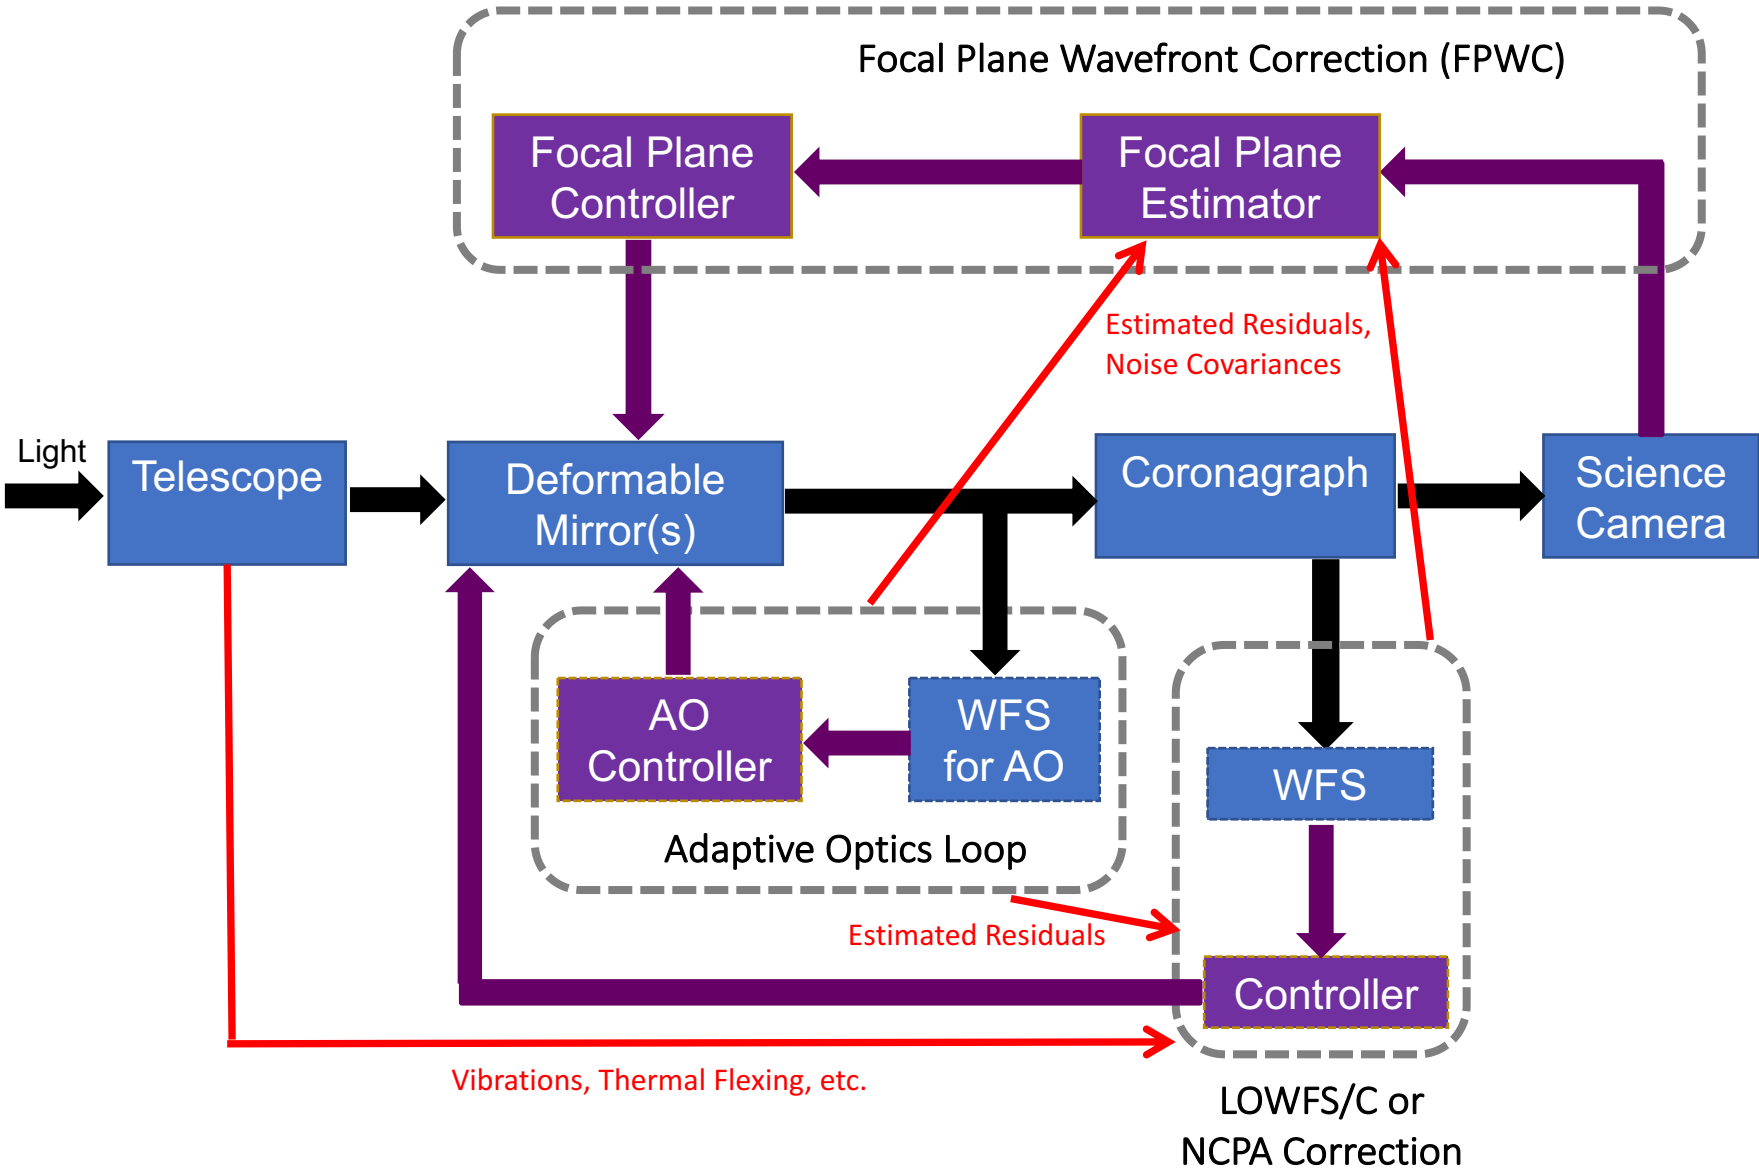 Focal Plane Wavefront Correction (FPWC)
Focal Plane
Controller
Focal Plane
Estimator
Estimated Residuals,
Noise Covariances
Light
Telescope
Deformable
Mirror(s)
Coronagraph
Science
Camera
AO
Controller
WFS
for AO
Adaptive Optics Loop
WFS
Estimated Residuals
Controller
Vibrations, Thermal Flexing, etc.
LOWFS/C or
NCPA Correction